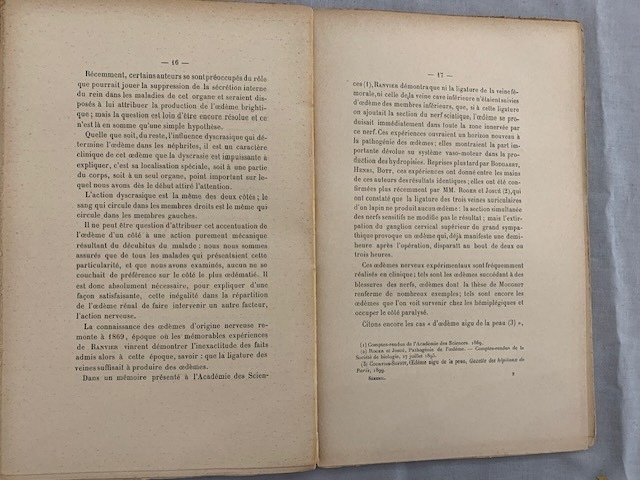 — 16 —
Récemment, certains auteurs se sont préoccupés du rôle
que pourrait jouer la suppression de la sécrétion interne
du rein dans les maladies de cet organe et seraient dis-
posés à lui attribuer la production de l'œdème brighti-
que ; mais la question est loin d'être encore résolue et ce
n'est là en somme qu'une simple hypothèse.
Quelle que soit, du reste, l'influence dyscrasique qui dé-
termine l'œdème dans les néphrites, il est un caractère
clinique de cet œdème que la dyscrasie est impuissante à
expliquer, c'est sa localisation spéciale, soit à une partie
du corps, soit à un seul organe, point important sur le-
quel nous avons dès le début attiré l'attention.
L'action dyscrasique est la même des deux côtés ; le
sang qui circule dans les membres droits est le même qui
circule dans les membres gauches.
Il ne peut être question d'attribuer cet accentuation de
l'œdème d'un côté à une action purement mécanique
résultant du décubitus du malade : nous nous sommes
assurés que de tous les malades qui présentaient cette
particularité, et que nous avons examinés, aucun ne se
couchait de préférence sur le côté le plus œdématié. Il
est donc absolument nécessaire, pour expliquer d'une
façon satisfaisante, cette inégalité dans la répartition
de l'œdème rénal de faire intervenir un autre facteur,
l'action nerveuse.
La connaissance des œdèmes d'origine nerveuse re-
monte à 1869, époque où les mémorables expériences
de RANVIER vinrent démontrer l'inexactitude des faits
admis alors à cette époque, savoir : que la ligature des
veines suffisait à produire des œdèmes.
Dans un mémoire présenté à l'Académie des Scien-
— 17 —
ces (1), RANVIER démontra que ni la ligature de la veine fé-
morale, ni celle de la veine cave inférieure n'étaient suivies
d'œdème des membres inférieurs, que, si à cette ligature
on ajoutait la section du nerf sciatique, l'œdème se pro-
duisait immédiatement dans toute la zone innervée par
ce nerf. Ces expériences ouvraient un horizon nouveau à
la pathogénie des œdèmes ; elles montraient la part im-
portante dévolue au système vaso-moteur dans la pro-
duction des hydropisies. Reprises plus tard par BODDAERT,
HENRI, BOTT, ces expériences ont donné entre les mains
de ces auteurs des résultats identiques ; elles ont été con-
firmées plus récemment par MM. ROGER et JOSUÉ (2), qui
ont constaté que la ligature des trois veines auriculaires
d'un lapin ne produit aucun œdème : la section simultanée
des nerfs sensitifs ne modifie pas le résultat ; mais l'extir-
pation du ganglion cervical supérieur du grand sympa-
thique provoque un œdème qui, déjà manifeste une demi-
heure après l'opération, disparaît au bout de deux ou
trois heures.
Ces œdèmes nerveux expérimentaux sont fréquemment
réalisés en clinique ; tels sont les œdèmes succédant à des
blessures des nerfs, œdèmes dont la thèse de MOUGEOT
renferme de nombreux exemples ; tels sont encore les
œdèmes que l'on voit survenir chez les hémiplégiques et
occuper le côté paralysé.
Citons encore les cas « d'œdème aigu de la peau (3) »,
(1) Comptes-rendus de l'Académie des Sciences. 1869.
(2) ROGER et JOSUÉ, Pathogénie de l'œdème. — Comptes-rendus de la
Société de biologie, 27 juillet 1895.
(3) Œdème aigu de la peau, Gazette des hôpitaux de
Paris, 1899.